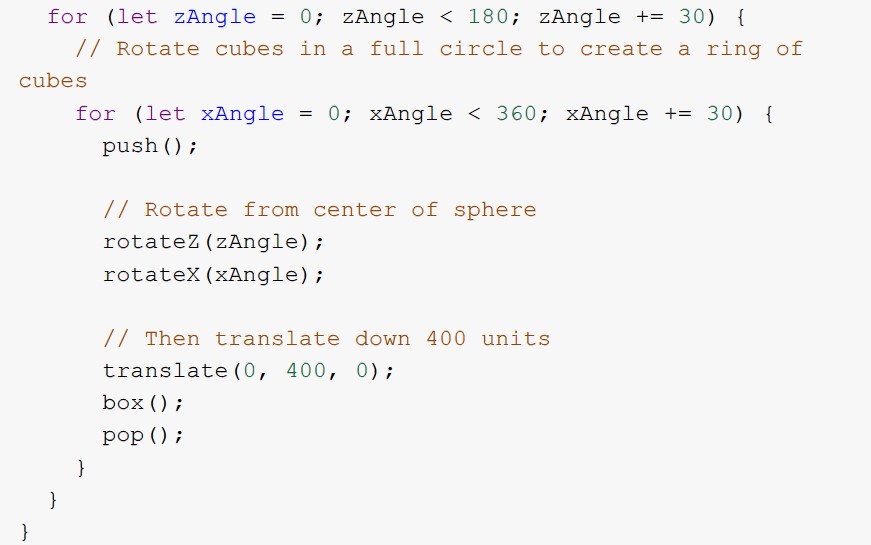 for (let zAngle = 0; zAngle < 180; zAngle += 30) {
// Rotate cubes in a full circle to create a ring of
cubes
for (let xAngle = 0; xAngle < 360; xAngle += 30) {
push();
// Rotate from center of sphere
rotateZ(zAngle);
rotateX(xAngle);
// Then translate down 400 units
translate(0, 400, 0);
box();
pop();
}
}
}